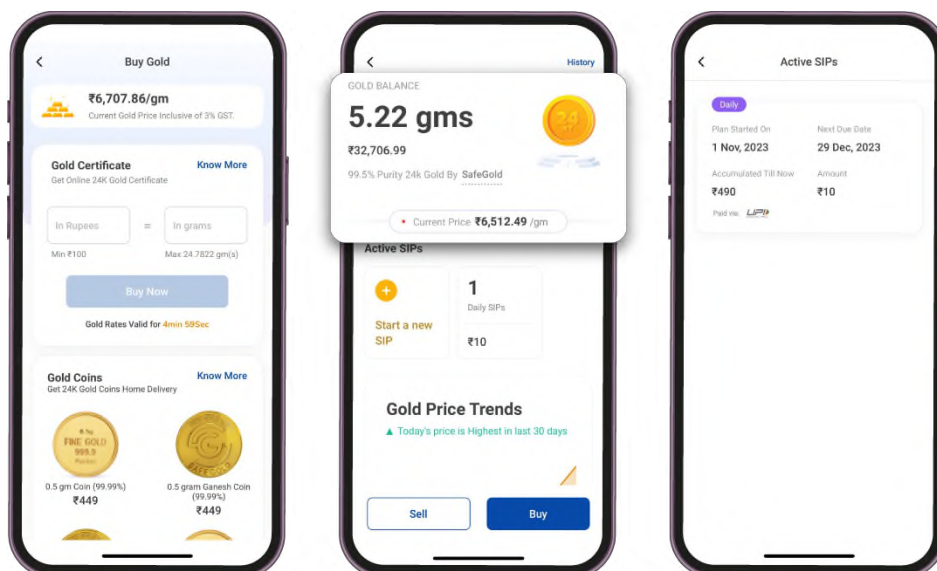 Buy Gold
₹6,707.86/gm
Current Gold Price Inclusive of 3% GST.
Gold Certificate
Know More
Get Online 24K Gold Certificate
In Rupees
=
In grams
Min ₹100
Max 24.7822 gm(s)
Buy Now
Gold Rates Valid for 4min 59Sec
Gold Coins
Know More
Get 24K Gold Coins Home Delivery
0.5g
FINE GOLD
999.9
SAFEGOLD
0.5 gm Coin (99.99%)
₹449
0.5 gram Ganesh Coin
(99.99%)
₹449
History
GOLD BALANCE
5.22 gms
₹32,706.99
24
99.5% Purity 24k Gold By SafeGold
Current Price ₹6,512.49 /gm
Active SIPs
Start a new
SIP
1
Daily SIPs
₹10
Gold Price Trends
▲ Today's price is Highest in last 30 days
Sell
Buy
Active SIPs
Daily
Plan Started On
Next Due Date
1 Nov, 2023
29 Dec, 2023
Accumulated Till Now
Amount
₹490
₹10
Paid via: UPI